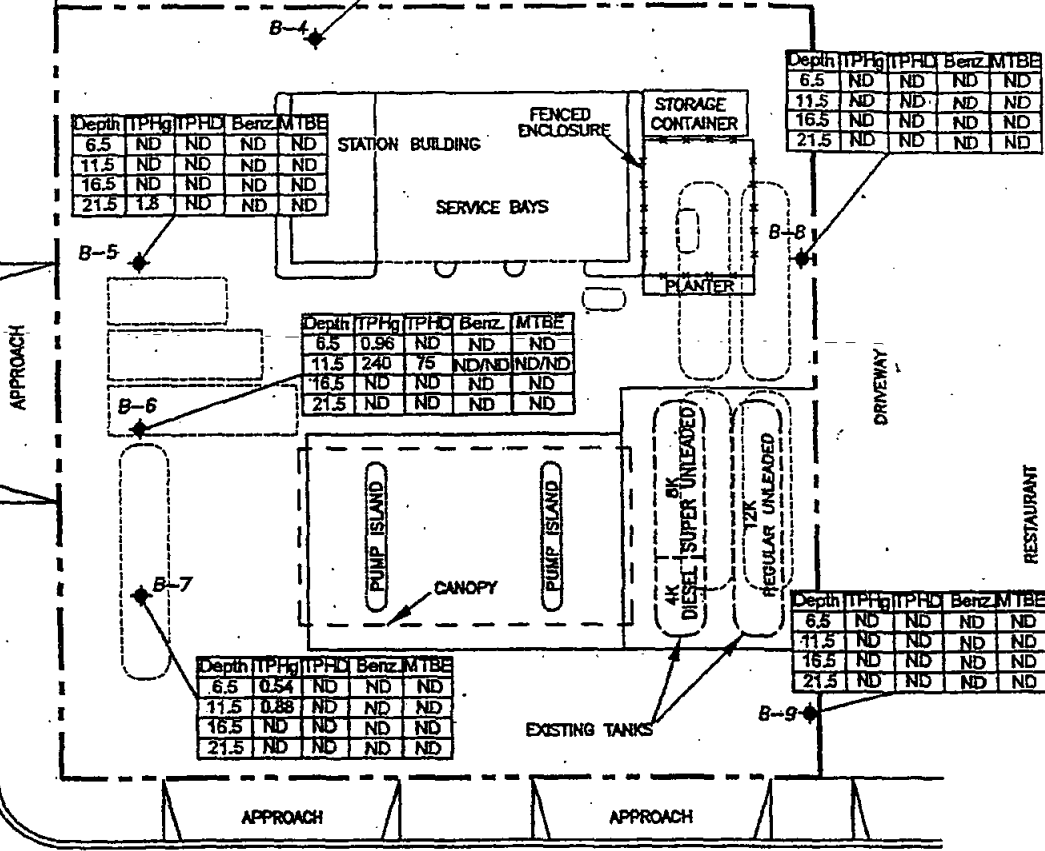 B-4
Depth TPHg TPHD Benz. MTBE
6.5 ND ND ND ND
11.5 ND ND ND ND
16.5 ND ND ND ND
21.5 ND ND ND ND
STORAGE
CONTAINER
FENCED
ENCLOSURE
Depth TPHg TPHD Benz. MTBE
6.5 ND ND ND ND
11.5 ND ND ND ND
16.5 ND ND ND ND
21.5 1.8 ND ND ND
STATION BUILDING
SERVICE BAYS
B-5
B-8
PLANTER
Depth TPHg TPHD Benz. MTBE
6.5 0.96 ND ND ND
11.5 240 75 ND/ND ND/ND
16.5 ND ND ND ND
21.5 ND ND ND ND
APPROACH
B-6
DRIVEWAY
RESTAURANT
PUMP ISLAND
PUMP ISLAND
8K
SUPER UNLEADED
4K
DIESEL
12K
REGULAR UNLEADED
CANOPY
B-7
Depth TPHg TPHD Benz. MTBE
6.5 ND ND ND ND
11.5 ND ND ND ND
16.5 ND ND ND ND
21.5 ND ND ND ND
Depth TPHg TPHD Benz. MTBE
6.5 0.54 ND ND ND
11.5 0.88 ND ND ND
16.5 ND ND ND ND
21.5 ND ND ND ND
B-9
EXISTING TANKS
APPROACH
APPROACH